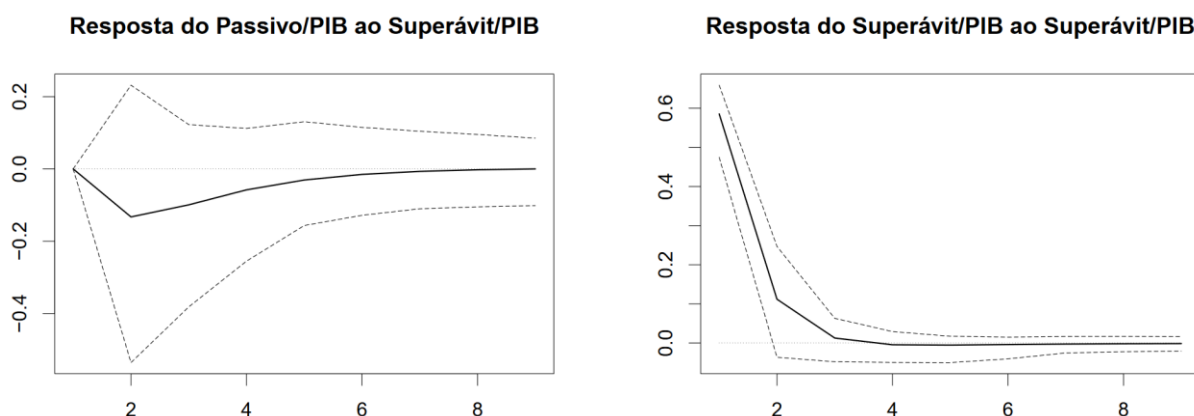 Resposta do Passivo/PIB ao Superávit/PIB
0.2
0.0
−0.2
−0.4
2 4 6 8
Resposta do Superávit/PIB ao Superávit/PIB
0.6
0.4
0.2
0.0
2 4 6 8